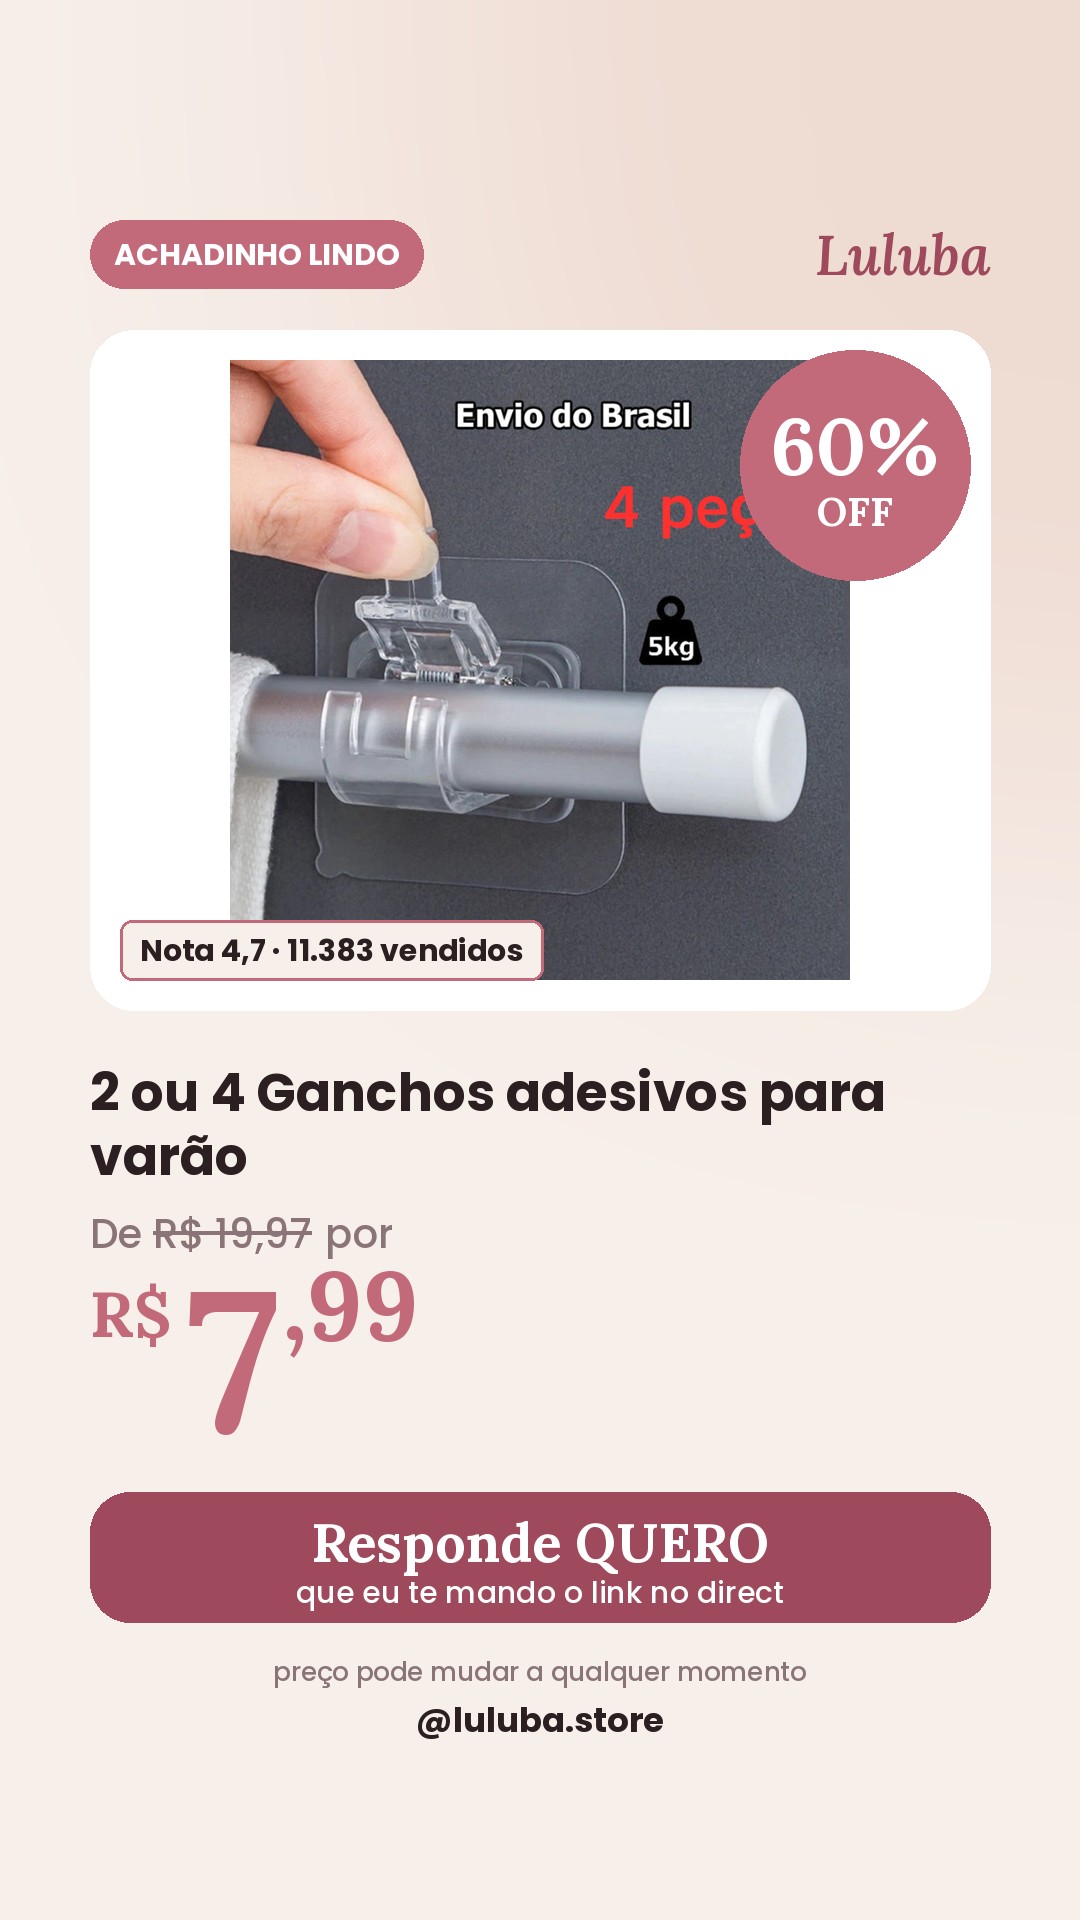 ACHADINHO LINDO
Luluba
Envio do Brasil
60%
OFF
4
5kg
Nota 4,7 · 11.383 vendidos
2 ou 4 Ganchos adesivos para
varão
De R$ 19,97 por
R$ 7,99
Responde QUERO
que eu te mando o link no direct
preço pode mudar a qualquer momento
@luluba.store